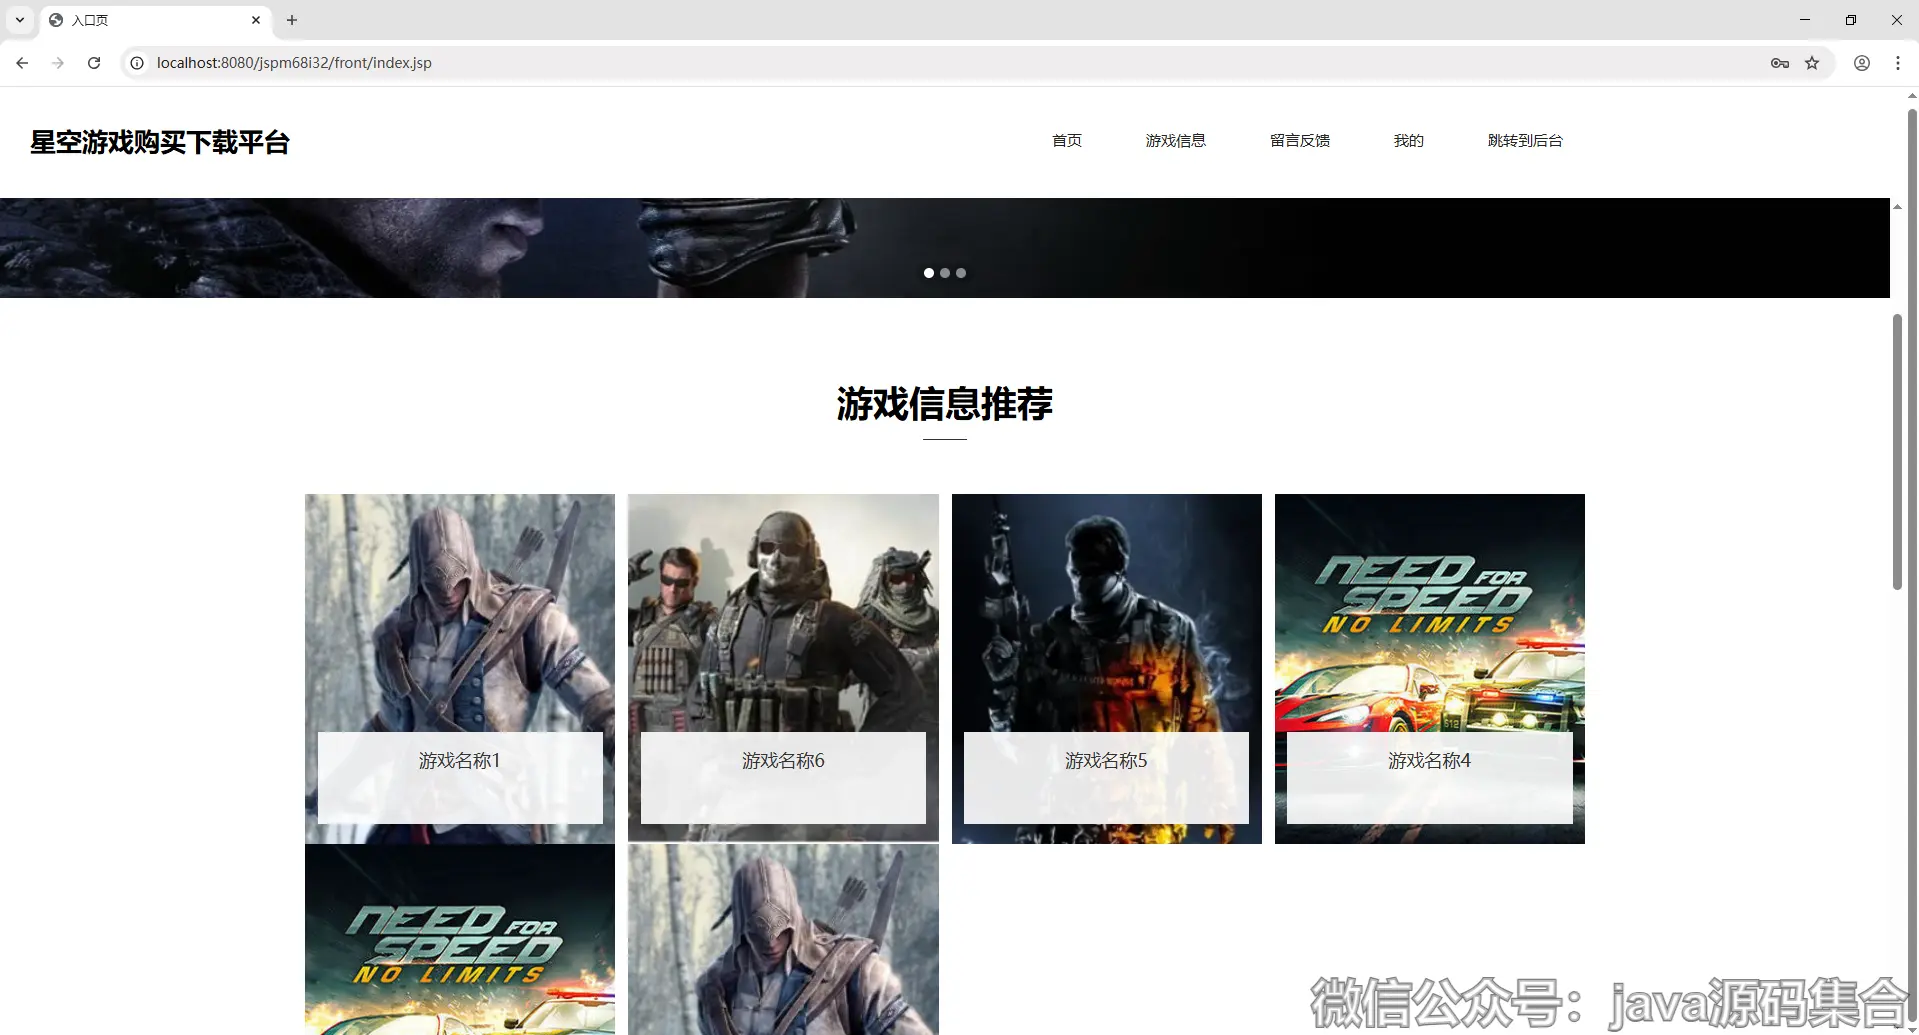 入口页
localhost:8080/jspm68i32/front/index.jsp
星空游戏购买下载平台
首页 游戏信息 留言反馈 我的 跳转到后台
游戏信息推荐
NEED FOR
SPEED
NO LIMITS
512
游戏名称1 游戏名称6 游戏名称5 游戏名称4
NEED FOR
SPEED
NO LIMITS
微信公众号：java源码集合